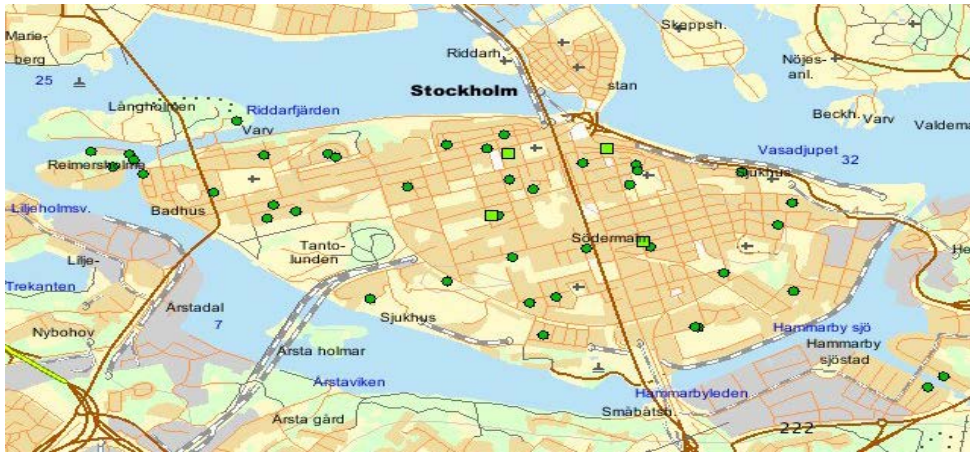 Marie-
berg
25
Riddarh.
Skeppsh.
Nöjes-
anl.
Stockholm
stan
Långholmen
Riddarfjärden
Varv
Beckh.
Varv
Valdema
Vasadjupet
32
Reimersholme
Sjukhus
Liljeholmsv.
Badhus
Södermalm
Lilje-
Tanto-
lunden
He
Trekanten
Årstadal
7
Sjukhus
Nybohov
Hammarby sjö
Hammarby
sjöstad
Årsta holmar
Årstaviken
Hammarbyleden
Årsta gård
Småbåtsh.
222